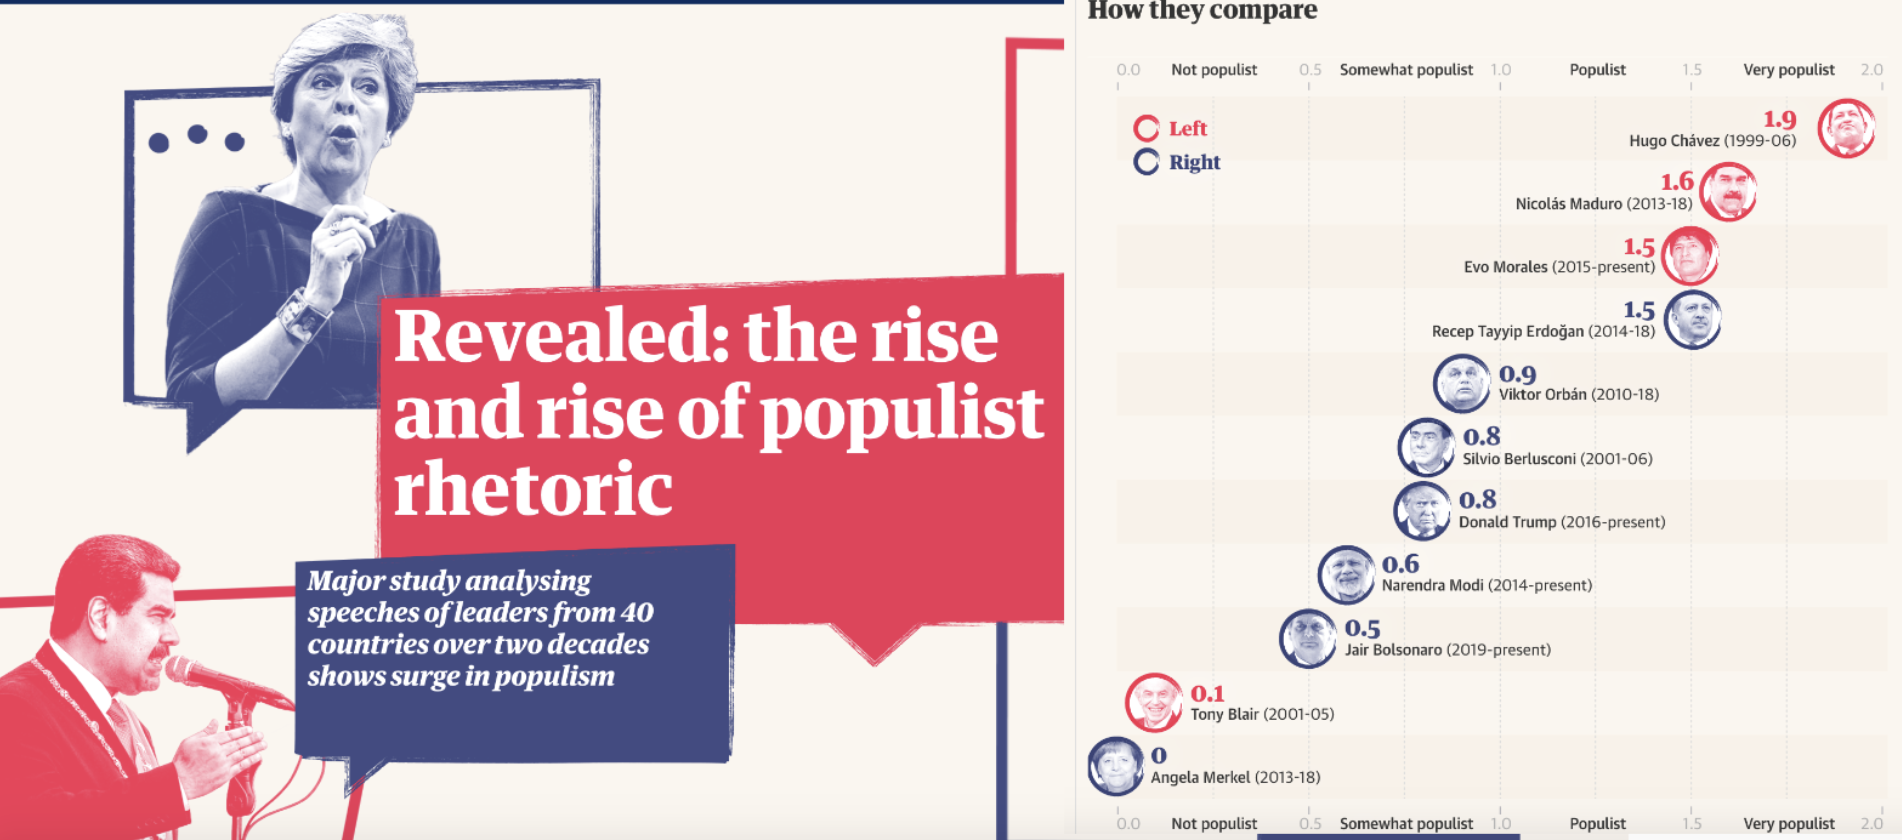 Revealed: the rise
and rise of populist
rhetoric
Major study analysing
speeches of leaders from 40
countries over two decades
shows surge in populism
How they compare
0.0 Not populist 0.5 Somewhat populist 1.0 Populist 1.5 Very populist 2.0
Left
Right
1.9
Hugo Chávez (1999-06)
1.6
Nicolás Maduro (2013-18)
1.5
Evo Morales (2015-present)
1.5
Recep Tayyip Erdoğan (2014-18)
0.9
Viktor Orbán (2010-18)
0.8
Silvio Berlusconi (2001-06)
0.8
Donald Trump (2016-present)
0.6
Narendra Modi (2014-present)
0.5
Jair Bolsonaro (2019-present)
0.1
Tony Blair (2001-05)
0
Angela Merkel (2013-18)
0.0 Not populist 0.5 Somewhat populist 1.0 Populist 1.5 Very populist 2.0